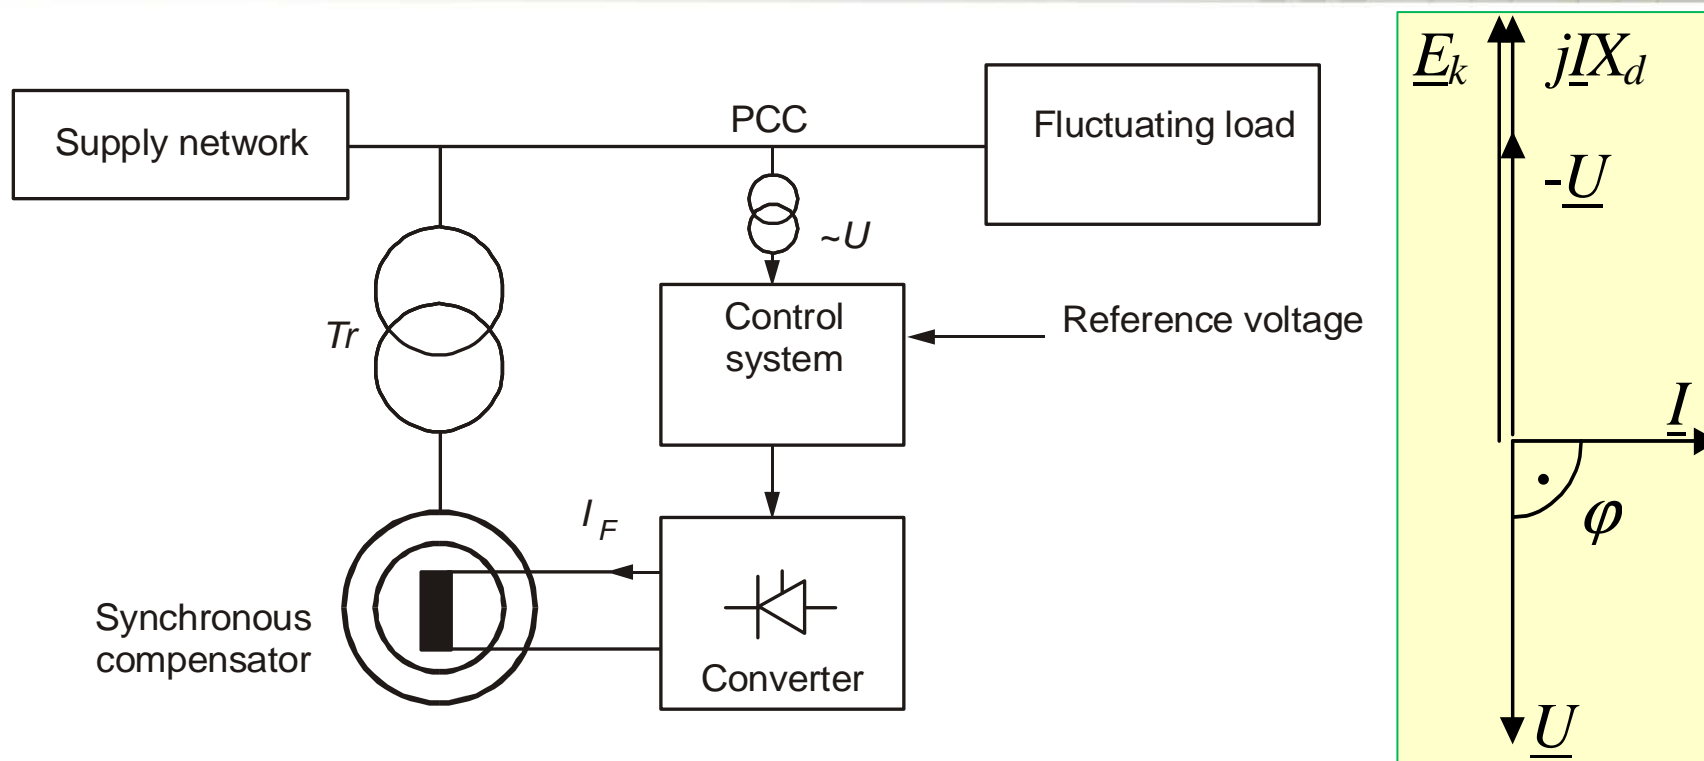 Supply network
PCC
Fluctuating load
~U
Tr
Control
system
Reference voltage
I F
Synchronous
compensator
Converter
Ek
jIXd
-U
I
φ
U